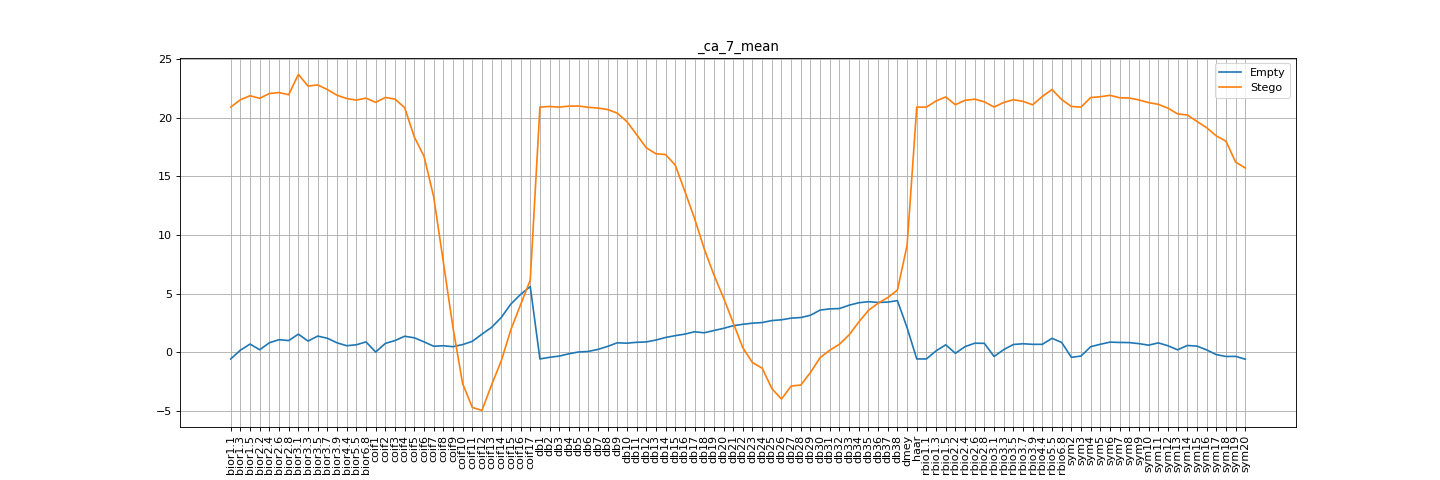 _ca_7_mean
25
20
15
10
5
0
−5
Empty
Stego
bior1.1
bior1.3
bior1.5
bior2.2
bior2.4
bior2.6
bior2.8
bior3.1
bior3.3
bior3.5
bior3.7
bior3.9
bior4.4
bior5.5
bior6.8
coif1
coif2
coif3
coif4
coif5
coif6
coif7
coif8
coif9
coif10
coif11
coif12
coif13
coif14
coif15
coif16
coif17
db1
db2
db3
db4
db5
db6
db7
db8
db9
db10
db11
db12
db13
db14
db15
db16
db17
db18
db19
db20
db21
db22
db23
db24
db25
db26
db27
db28
db29
db30
db31
db32
db33
db34
db35
db36
db37
db38
dmey
haar
rbio1.1
rbio1.3
rbio1.5
rbio2.2
rbio2.4
rbio2.6
rbio2.8
rbio3.1
rbio3.3
rbio3.5
rbio3.7
rbio3.9
rbio4.4
rbio5.5
rbio6.8
sym2
sym3
sym4
sym5
sym6
sym7
sym8
sym9
sym10
sym11
sym12
sym13
sym14
sym15
sym16
sym17
sym18
sym19
sym20